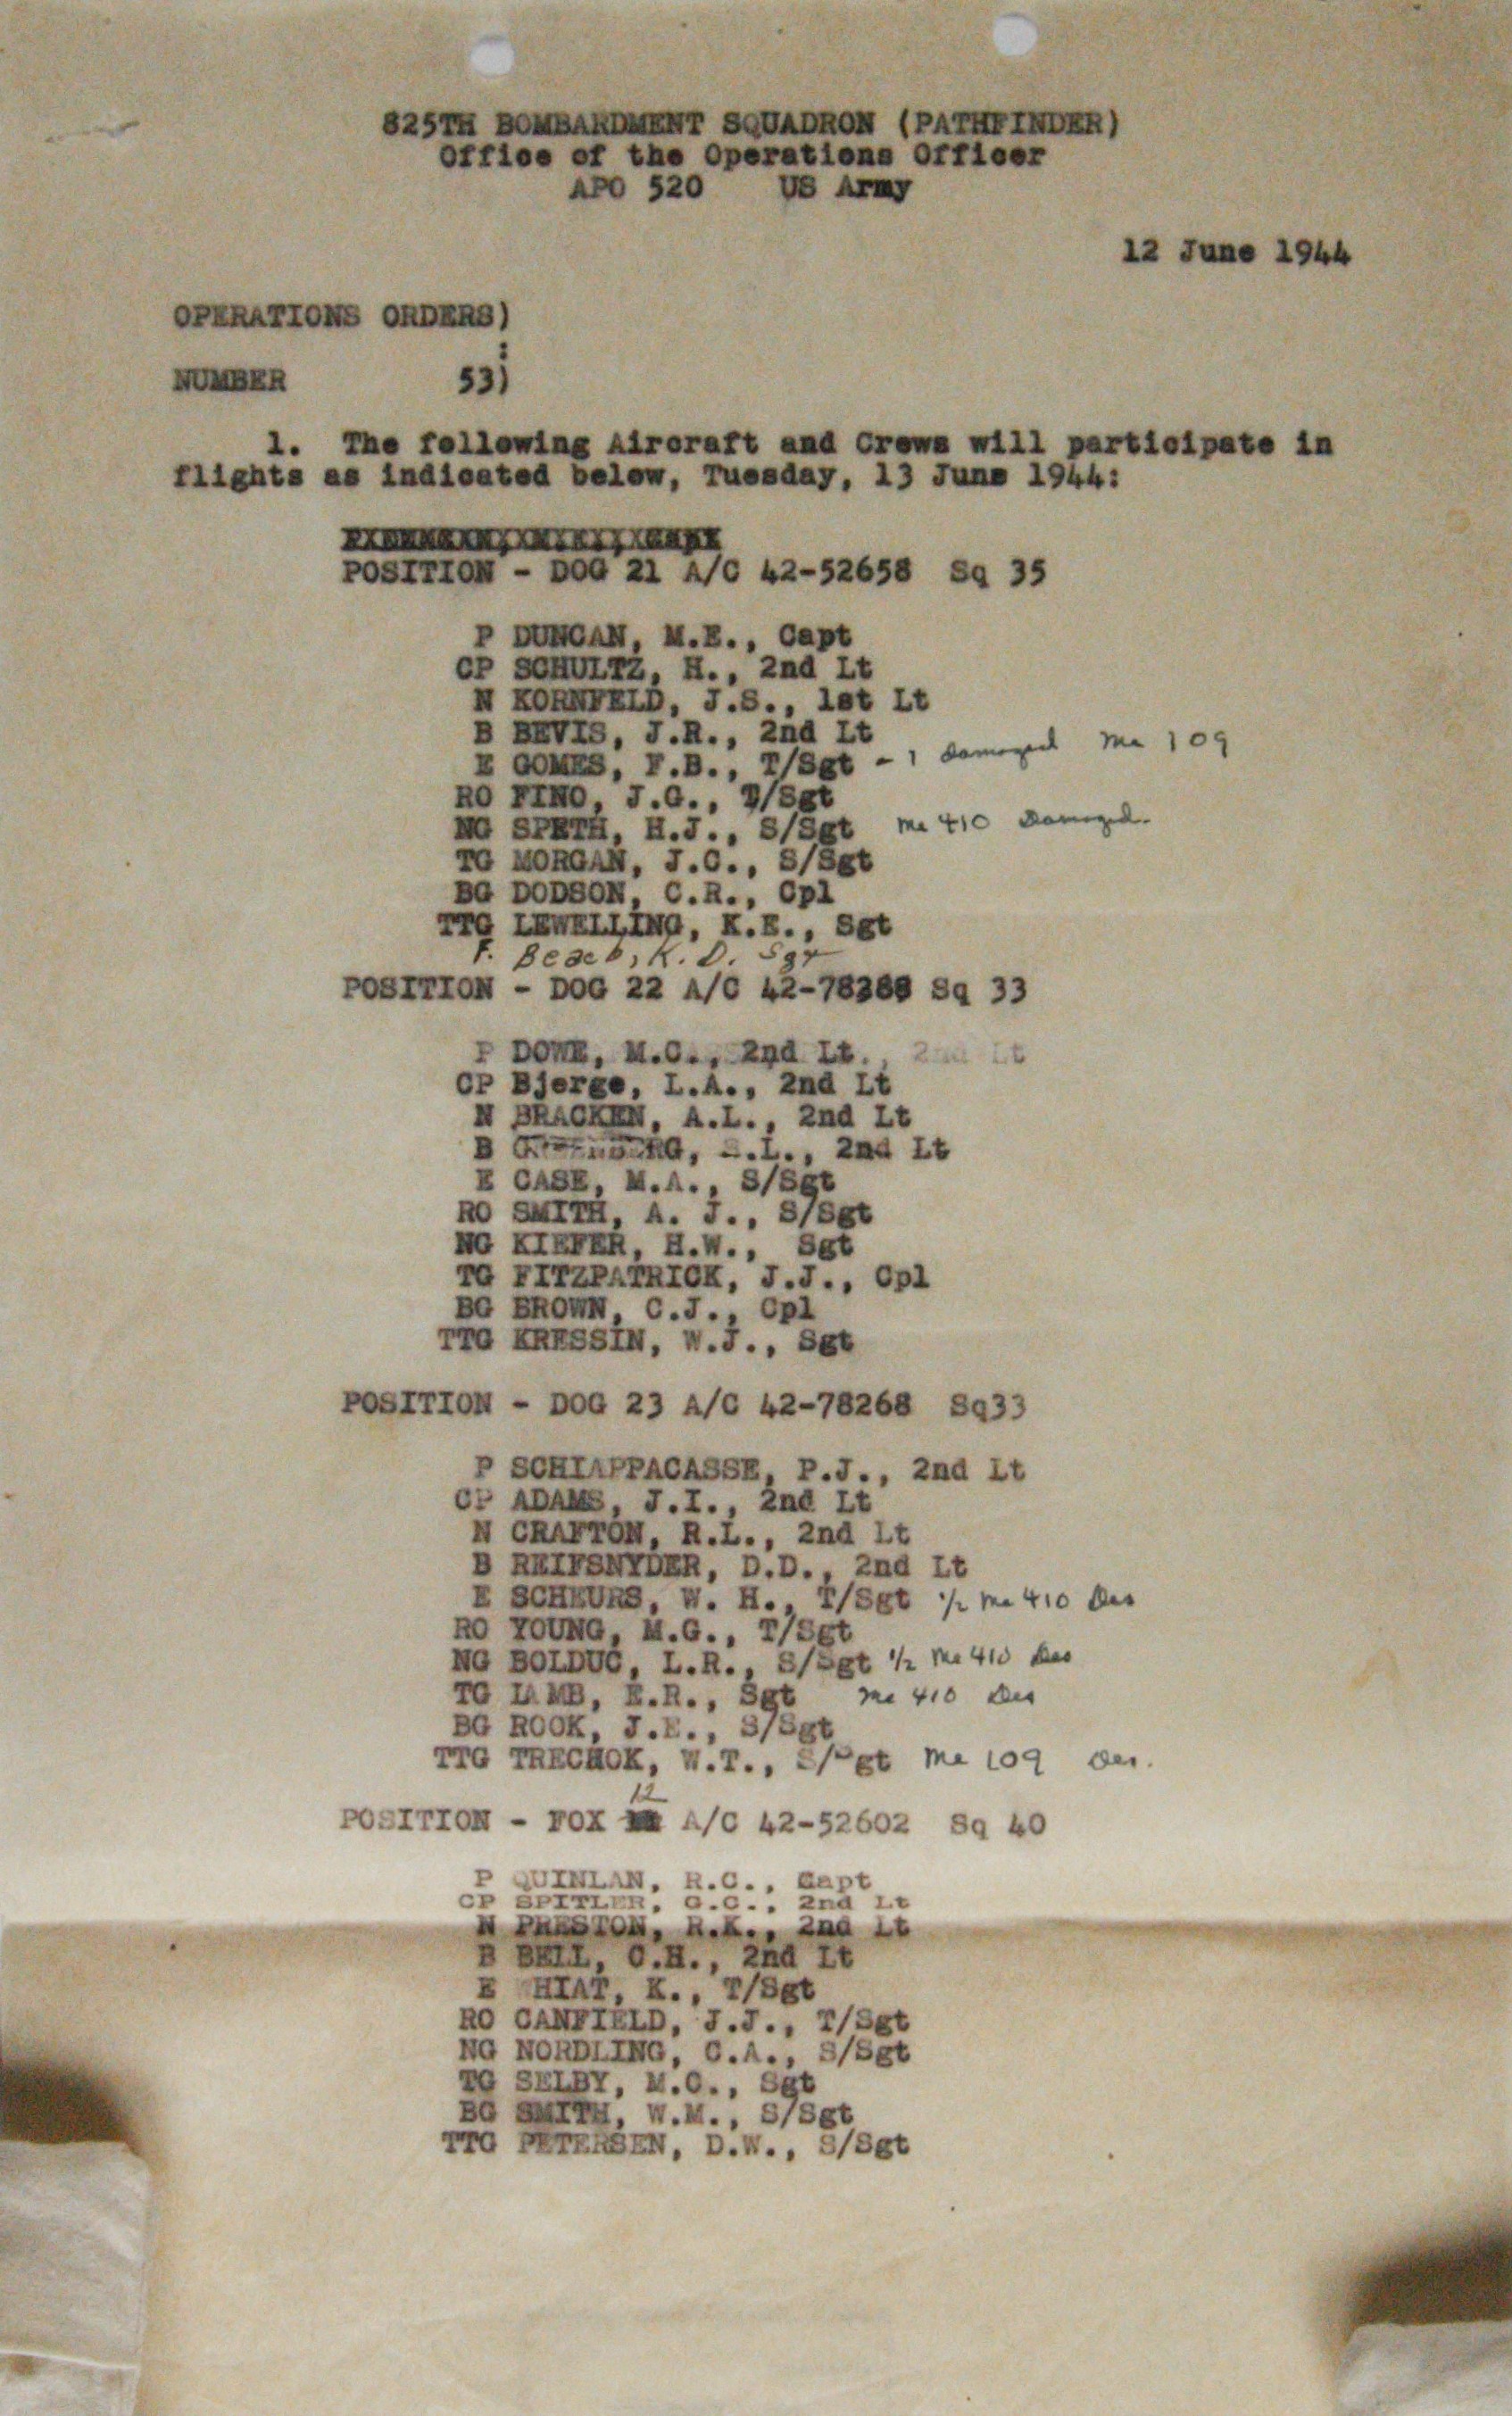 825TH BOMBARDMENT SQUADRON (PATHFINDER)
Office of the Operations Officer
APO 520 US Army
12 June 1944
OPERATIONS ORDERS)
:
NUMBER 53)
1. The following Aircraft and Crews will participate in
flights as indicated below, Tuesday, 13 June 1944:
POSITION - DOG 21 A/C 42-52658 Sq 35
P DUNCAN, M.E., Capt
CP SCHULTZ, H., 2nd Lt
N KORNFELD, J.S., 1st Lt
B BEVIS, J.R., 2nd Lt
E GOMES, F.B., T/Sgt - 1 damaged Me 109
RO FINO, J.G., T/Sgt
NG SPETH, H.J., S/Sgt Me 410 Damaged.
TG MORGAN, J.C., S/Sgt
BG DODSON, C.R., Cpl
TTG LEWELLING, K.E., Sgt
F. Beach, K.D. Sgt
POSITION - DOG 22 A/C Sq 33
P DOWE, M.C., 2nd Lt., 2nd Lt
CP Bjerge, L.A., 2nd Lt
N BRACKEN, A.L., 2nd Lt
B 2nd Lt
E CASE, M.A., S/Sgt
RO SMITH, A. J., S/Sgt
NG KIEFER, H.W., Sgt
TG FITZPATRICK, J.J., Cpl
BG BROWN, C.J., Cpl
TTG KRESSIN, W.J., Sgt
POSITION - DOG 23 A/C 42-78268 Sq33
P SCHIAPPACASSE, P.J., 2nd Lt
CP ADAMS, J.I., 2nd Lt
N CRAFTON, R.L., 2nd Lt
B REIFSNYDER, D.D., 2nd Lt
E SCHEURS, W. H., T/Sgt 1/2 Me 410 Des
RO YOUNG, M.G., T/Sgt
NG BOLDUC, L.R., S/Sgt 1/2 Me 410 Des
TG LAMB, E.R., Sgt Me 410 Des
BG ROOK, J.E., S/Sgt
TTG TRECHOK, W.T., S/Sgt Me 109 Des.
12
POSITION - FOX A/C 42-52602 Sq 40
P QUINLAN, R.C., Capt
CP SPITLER, G.C., 2nd Lt
N PRESTON, R.K., 2nd Lt
B BELL, O.H., 2nd Lt
E HIAT, K., T/Sgt
RO CANFIELD, J.J., T/Sgt
NG NORDLING, C.A., S/Sgt
TG SELBY, M.C., Sgt
BG SMITH, W.M., S/Sgt
TTG PETERSEN, D.W., S/Sgt